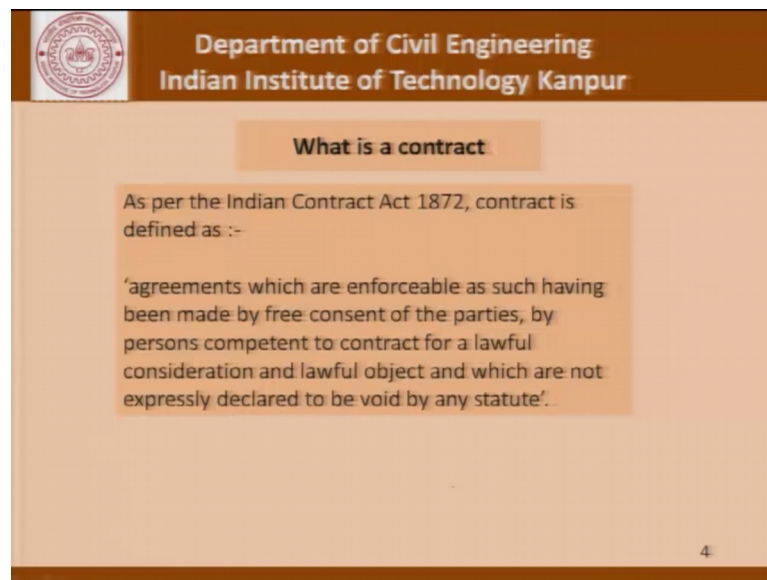 Department of Civil Engineering
Indian Institute of Technology Kanpur
What is a contract
As per the Indian Contract Act 1872, contract is
defined as :-
‘agreements which are enforceable as such having
been made by free consent of the parties, by
persons competent to contract for a lawful
consideration and lawful object and which are not
expressly declared to be void by any statute’.
4